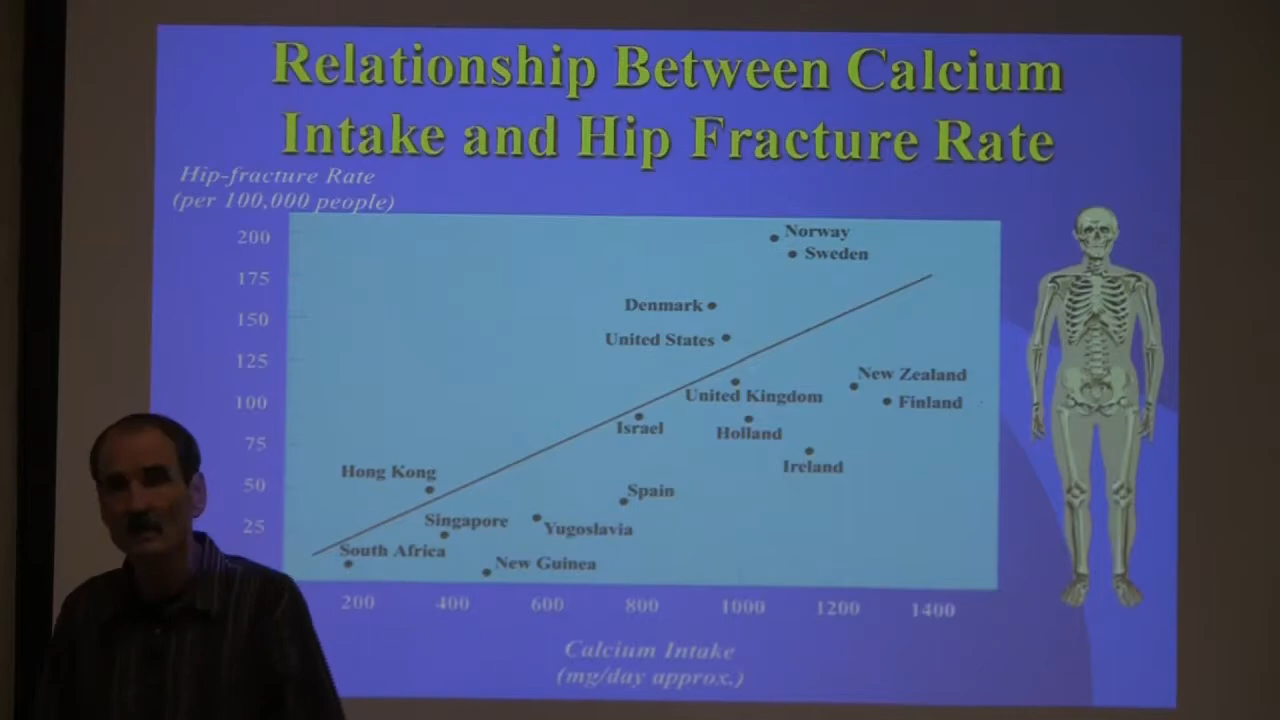 Relationship Between Calcium
Intake and Hip Fracture Rate
Hip-fracture Rate
(per 100,000 people)
200
175
150
125
100
75
50
25
Norway
Sweden
Denmark
United States
New Zealand
United Kingdom
Finland
Israel
Holland
Ireland
Hong Kong
Spain
Singapore
Yugoslavia
South Africa
New Guinea
200 400 600 800 1000 1200 1400
Calcium Intake
(mg/day approx.)